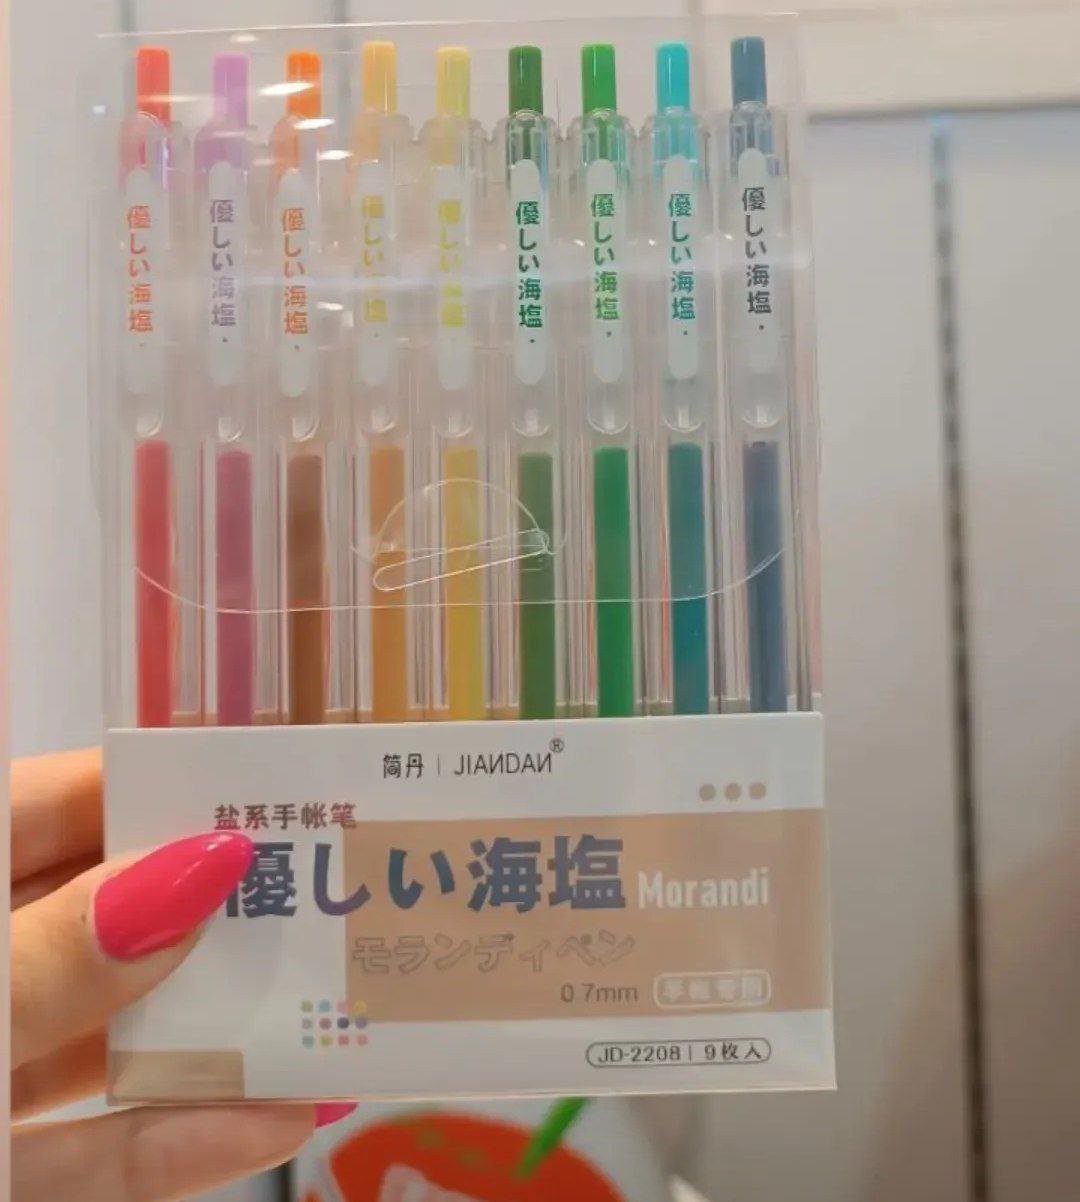 優しい海塩.
優しい海塩.
優しい海塩.
優しい海塩.
優しい海塩.
優しい海塩.
優しい海塩.
優しい海塩.
優しい海塩.
简丹 | JIANDAN®
盐系手帐笔
優しい海塩 Morandi
モランディペン
0.7mm 手帐专用
JD-2208 | 9枚入